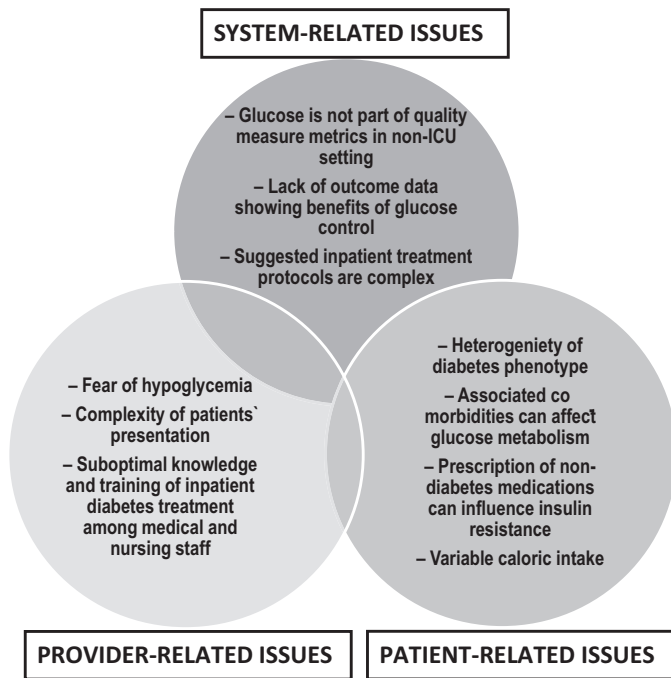 SYSTEM-RELATED ISSUES
– Glucose is not part of quality
measure metrics in non-ICU
setting
– Lack of outcome data
showing benefits of glucose
control
– Suggested inpatient treatment
protocols are complex
– Fear of hypoglycemia
– Complexity of patients`
presentation
– Suboptimal knowledge
and training of inpatient
diabetes treatment
among medical and
nursing staff
– Heterogeniety of
diabetes phenotype
– Associated co
morbidities can affect
glucose metabolism
– Prescription of non-
diabetes medications
can influence insulin
resistance
– Variable caloric intake
PROVIDER-RELATED ISSUES
PATIENT-RELATED ISSUES